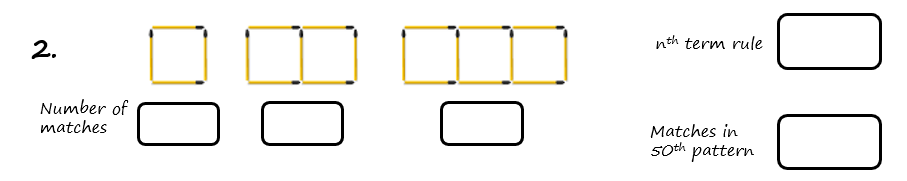 2.
Number of
matches
nth term rule
Matches in
50th pattern